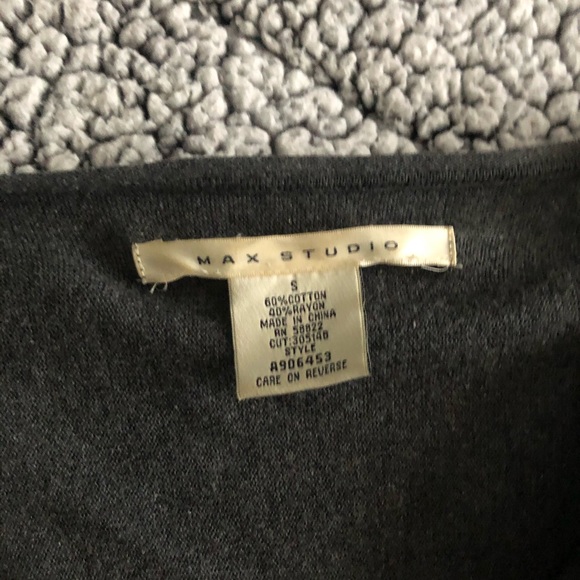 MAX STUDIO
S
60%COTTON
40%RAYON
MADE IN CHINA
RN 58822
CUT:305148
STYLE
A906453
CARE ON REVERSE